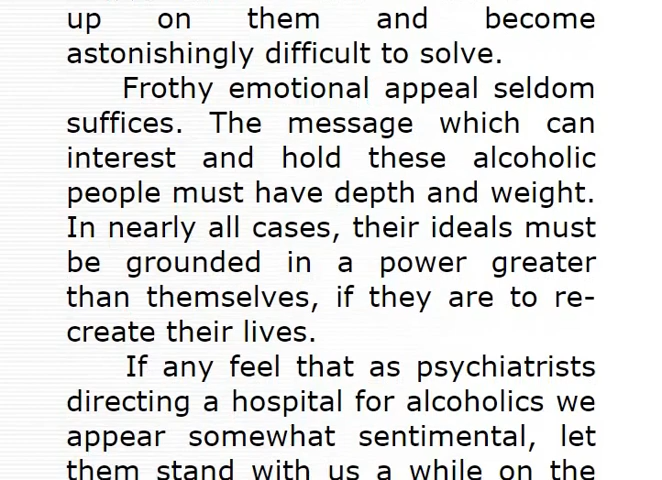 up on them and become
astonishingly difficult to solve.
Frothy emotional appeal seldom
suffices. The message which can
interest and hold these alcoholic
people must have depth and weight.
In nearly all cases, their ideals must
be grounded in a power greater
than themselves, if they are to re-
create their lives.
If any feel that as psychiatrists
directing a hospital for alcoholics we
appear somewhat sentimental, let
them stand with us a while on the